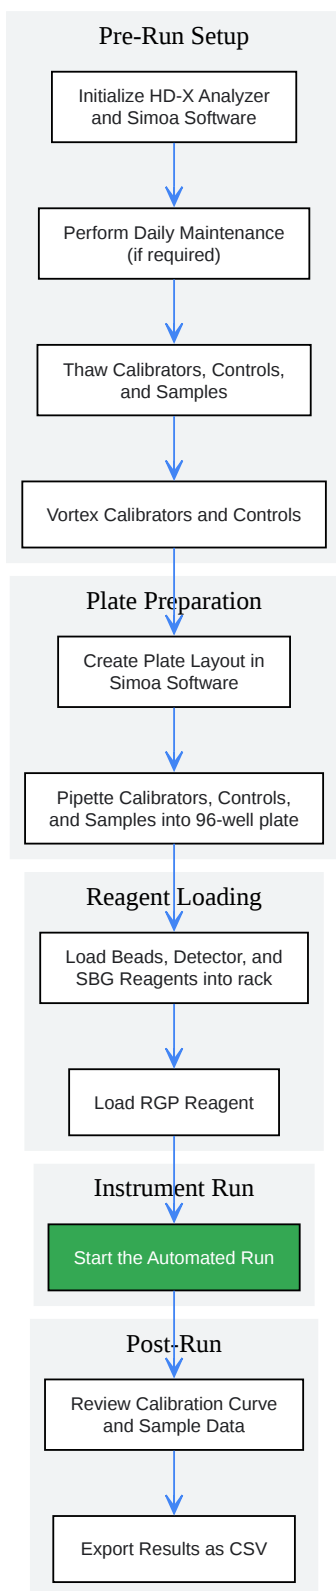 Pre-Run Setup
Initialize HD-X Analyzer
and Simoa Software
Perform Daily Maintenance
(if required)
Thaw Calibrators, Controls,
and Samples
Vortex Calibrators and Controls
Plate Preparation
Create Plate Layout in
Simoa Software
Pipette Calibrators, Controls,
and Samples into 96-well plate
Reagent Loading
Load Beads, Detector, and
SBG Reagents into rack
Load RGP Reagent
Instrument Run
Start the Automated Run
Post-Run
Review Calibration Curve
and Sample Data
Export Results as CSV